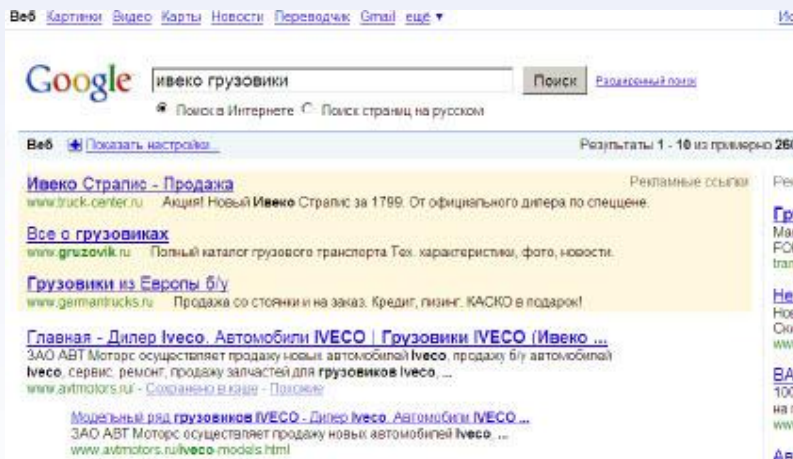 Веб Картинки Видео Карты Новости Переводчик Gmail ещё ▼
Google ивеко грузовики Поиск Расширенный поиск
Поиск в Интернете Поиск страниц на русском
Веб Показать настройки... Результаты 1 - 10 из примерно 260
Ивеко Стралис - Продажа Рекламные ссылки
www.truck-center.ru Акция! Новый Ивеко Стралис за 1799. От официального дилера по спеццене.
Все о грузовиках
www.gruzovik.ru Полный каталог грузового транспорта Тех. характеристики, фото, новости.
Грузовики из Европы б/у
www.germantrucks.ru Продажа со стоянки и на заказ. Кредит, лизинг. КАСКО в подарок!
Главная - Дилер Iveco. Автомобили IVECO | Грузовики IVECO (Ивеко ...
ЗАО АВТ Моторс осуществляет продажу новых автомобилей Iveco, продажу б/у автомобилей
Iveco, сервис, ремонт, продажу запчастей для грузовиков Iveco, ...
www.avtmotors.ru/ - Сохранено в кэше - Похожие
Модельный ряд грузовиков IVECO - Дилер Iveco. Автомобили IVECO ...
ЗАО АВТ Моторс осуществляет продажу новых автомобилей Iveco, ...
www.avtmotors.ru/iveco-models.html